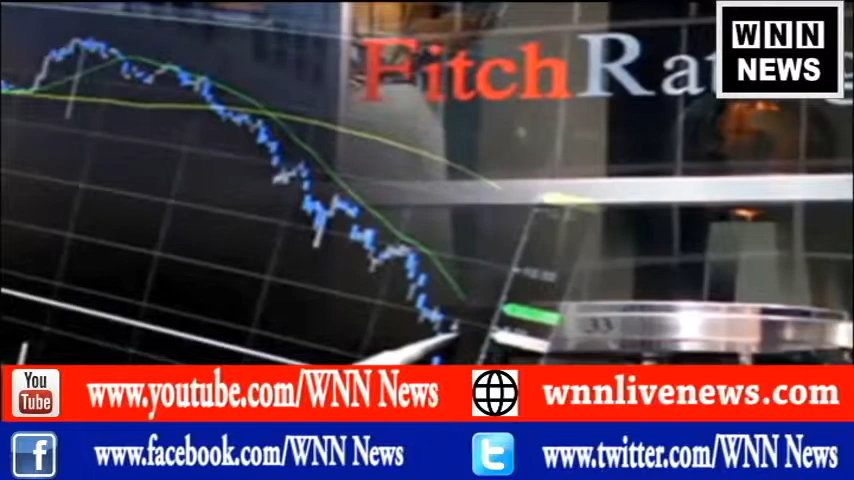 WNN
NEWS
FitchRat
You
Tube
www.youtube.com/WNN News
wnnlivenews.com
f
www.facebook.com/WNN News
www.twitter.com/WNN News